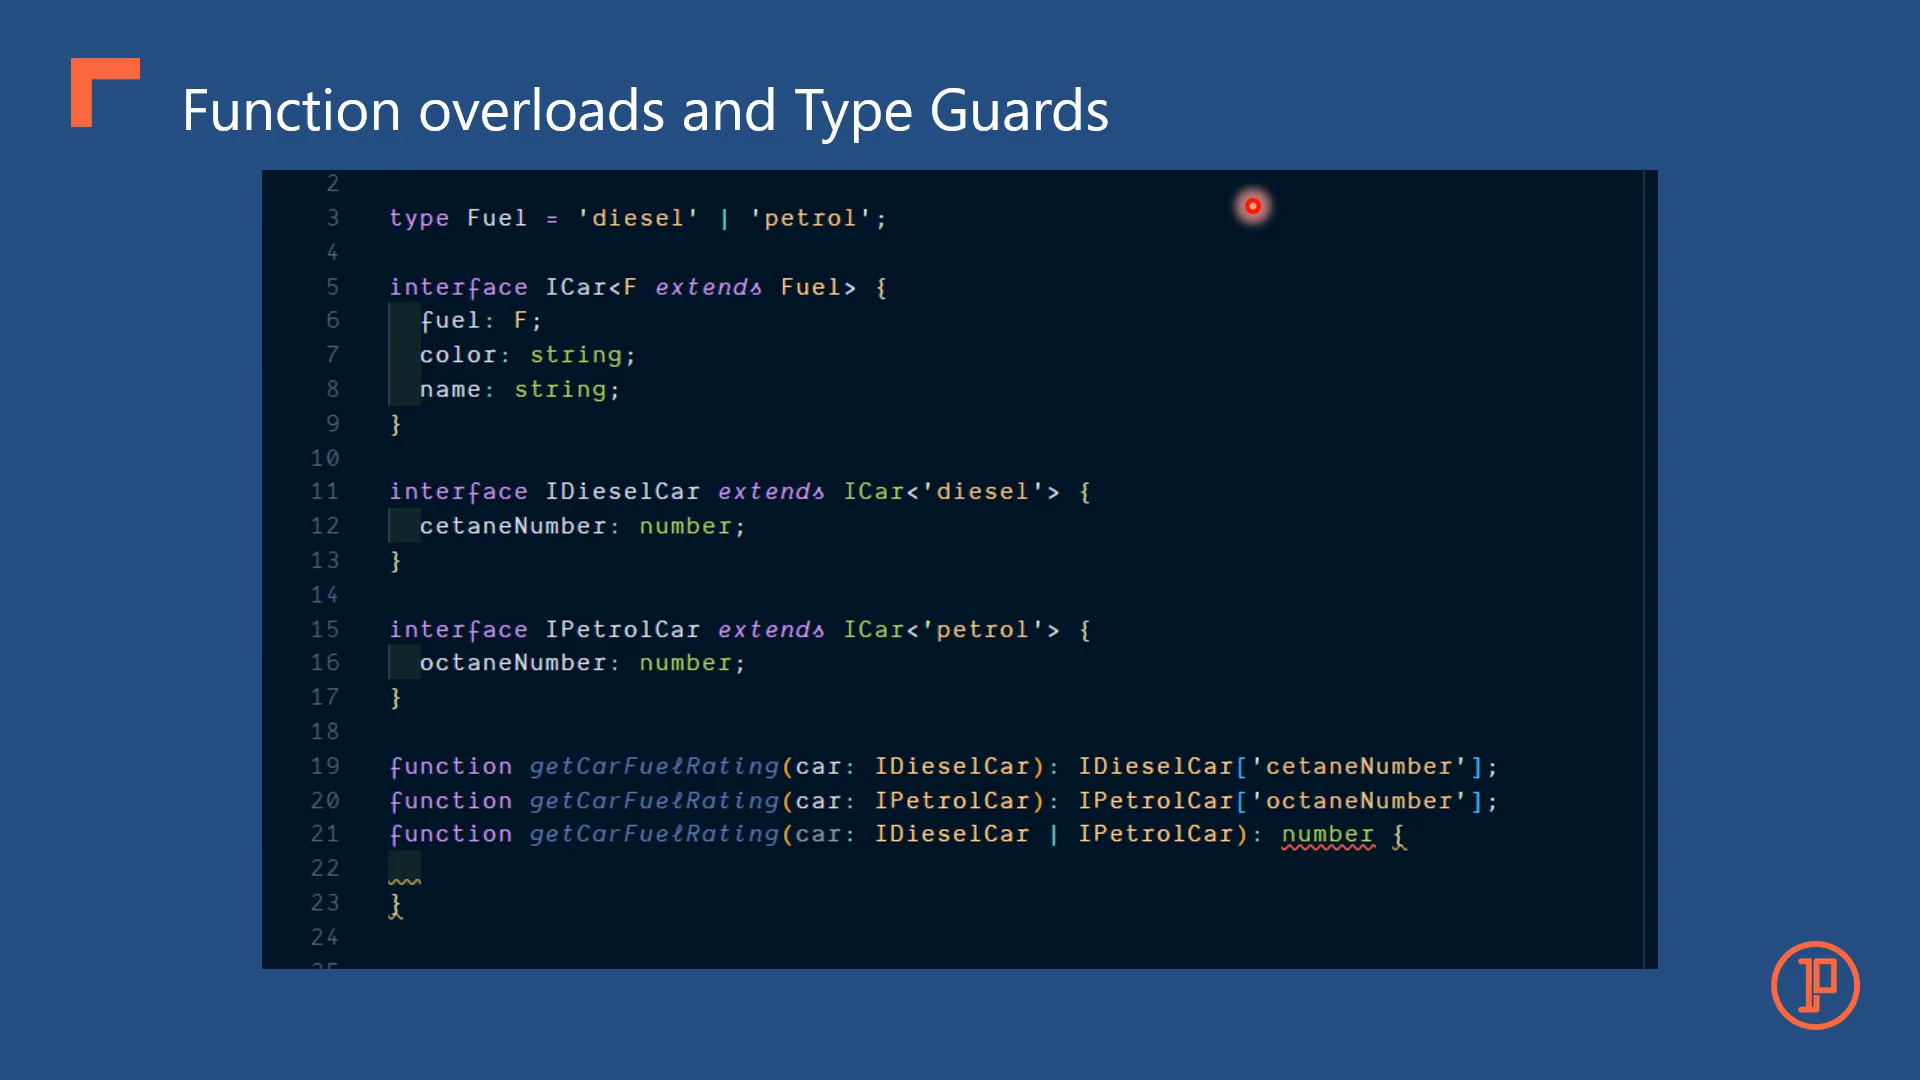 Function overloads and Type Guards
2
3 type Fuel = 'diesel' | 'petrol';
4
5 interface ICar<F extends Fuel> {
6 fuel: F;
7 color: string;
8 name: string;
9 }
10
11 interface IDieselCar extends ICar<'diesel'> {
12 cetaneNumber: number;
13 }
14
15 interface IPetrolCar extends ICar<'petrol'> {
16 octaneNumber: number;
17 }
18
19 function getCarFuelRating(car: IDieselCar): IDieselCar['cetaneNumber'];
20 function getCarFuelRating(car: IPetrolCar): IPetrolCar['octaneNumber'];
21 function getCarFuelRating(car: IDieselCar | IPetrolCar): number {
22
23 }
24